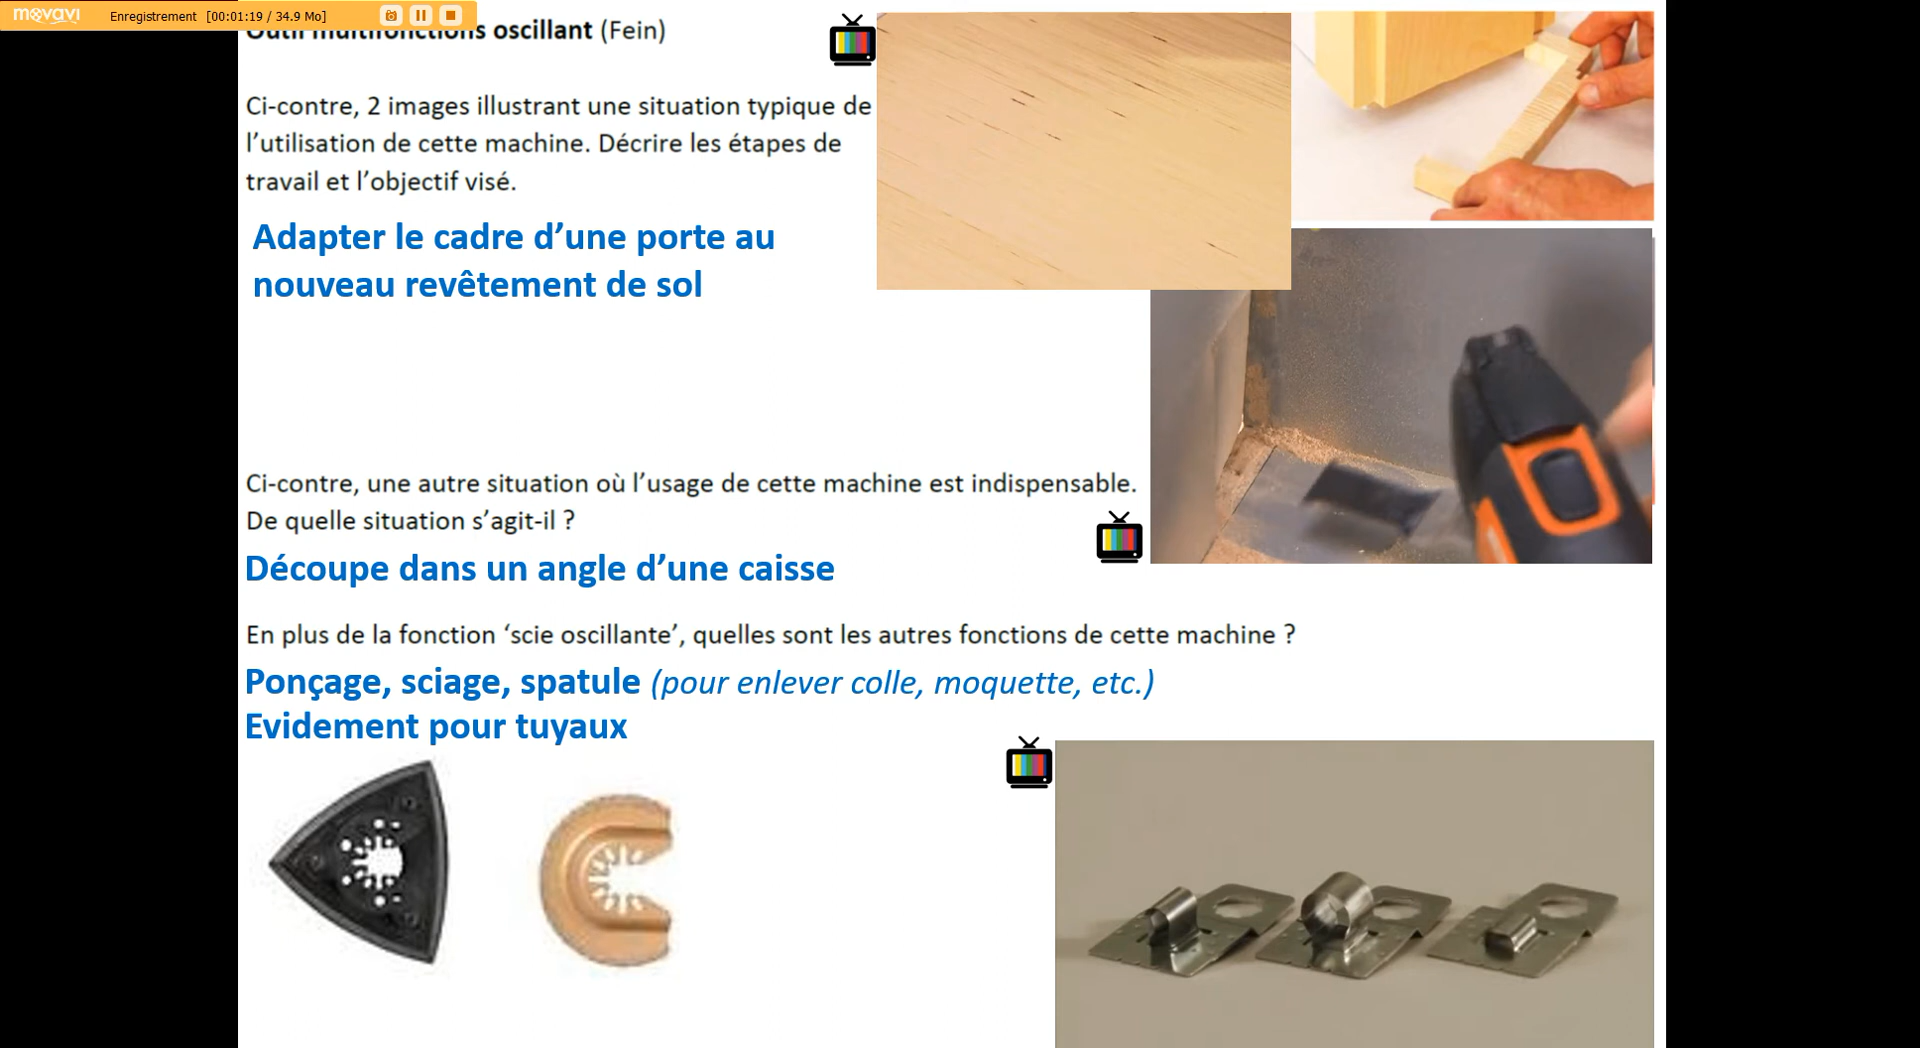 movavi Enregistrement [00:01:19 / 34.9 Mo]
Outil multifonctions oscillant (Fein)
Ci-contre, 2 images illustrant une situation typique de
l’utilisation de cette machine. Décrire les étapes de
travail et l’objectif visé.
Adapter le cadre d’une porte au
nouveau revêtement de sol
Ci-contre, une autre situation où l’usage de cette machine est indispensable.
De quelle situation s’agit-il ?
Découpe dans un angle d’une caisse
En plus de la fonction ‘scie oscillante’, quelles sont les autres fonctions de cette machine ?
Ponçage, sciage, spatule (pour enlever colle, moquette, etc.)
Evidement pour tuyaux